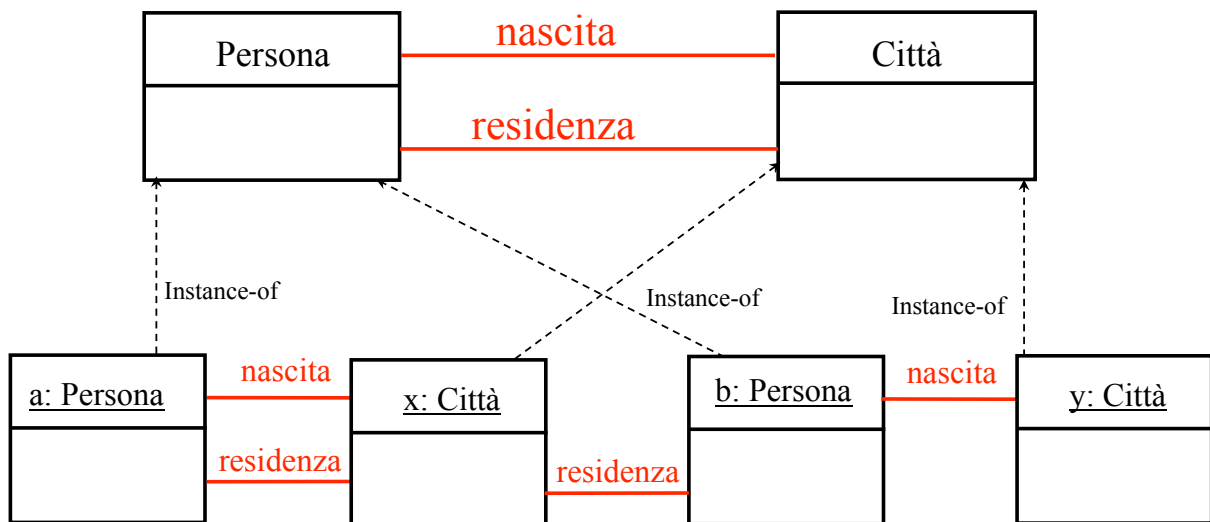 nascita
Persona
Città
residenza
Instance-of
Instance-of
Instance-of
a: Persona
nascita
x: Città
b: Persona
nascita
y: Città
residenza
residenza